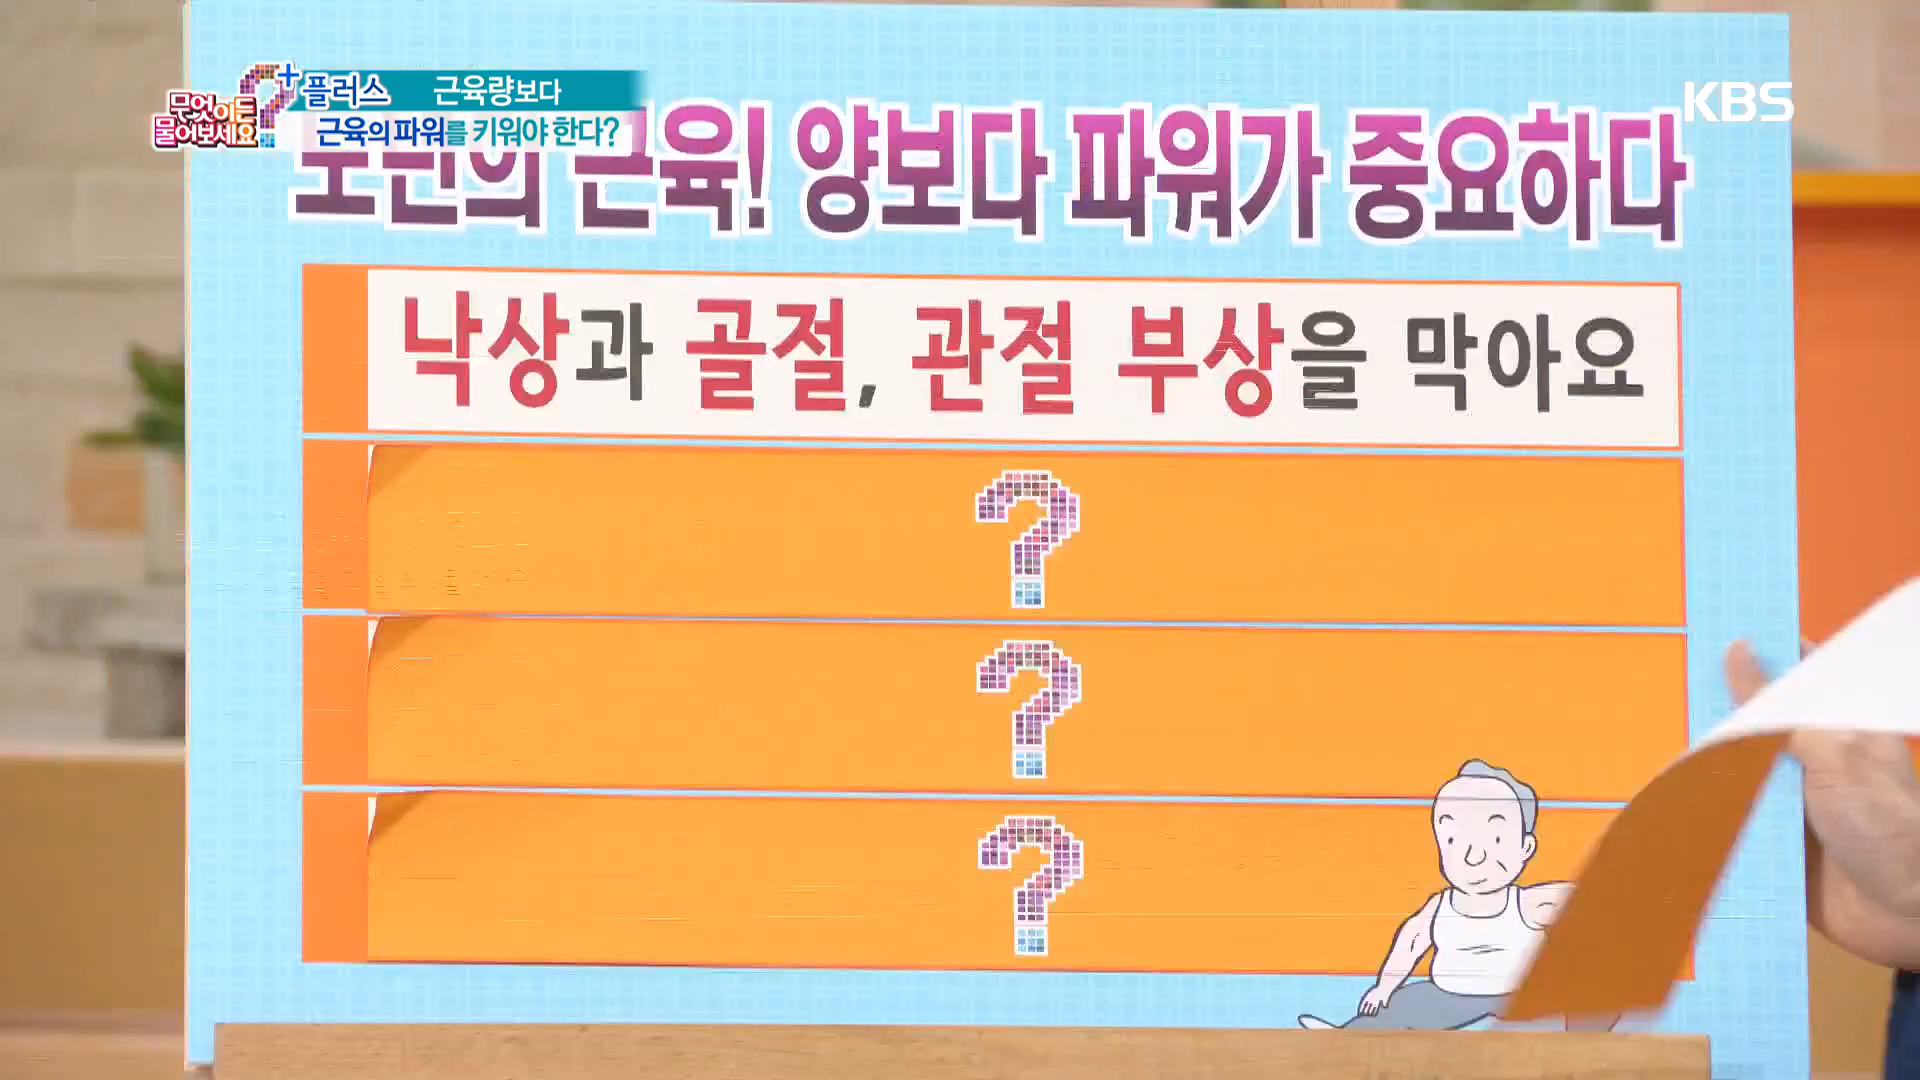 무엇이든
물어보세요
플러스 근육량보다
근육의 파워를 키워야 한다?
KBS
근육! 양보다 파워가 중요하다
낙상과 골절, 관절 부상을 막아요
?
?
?